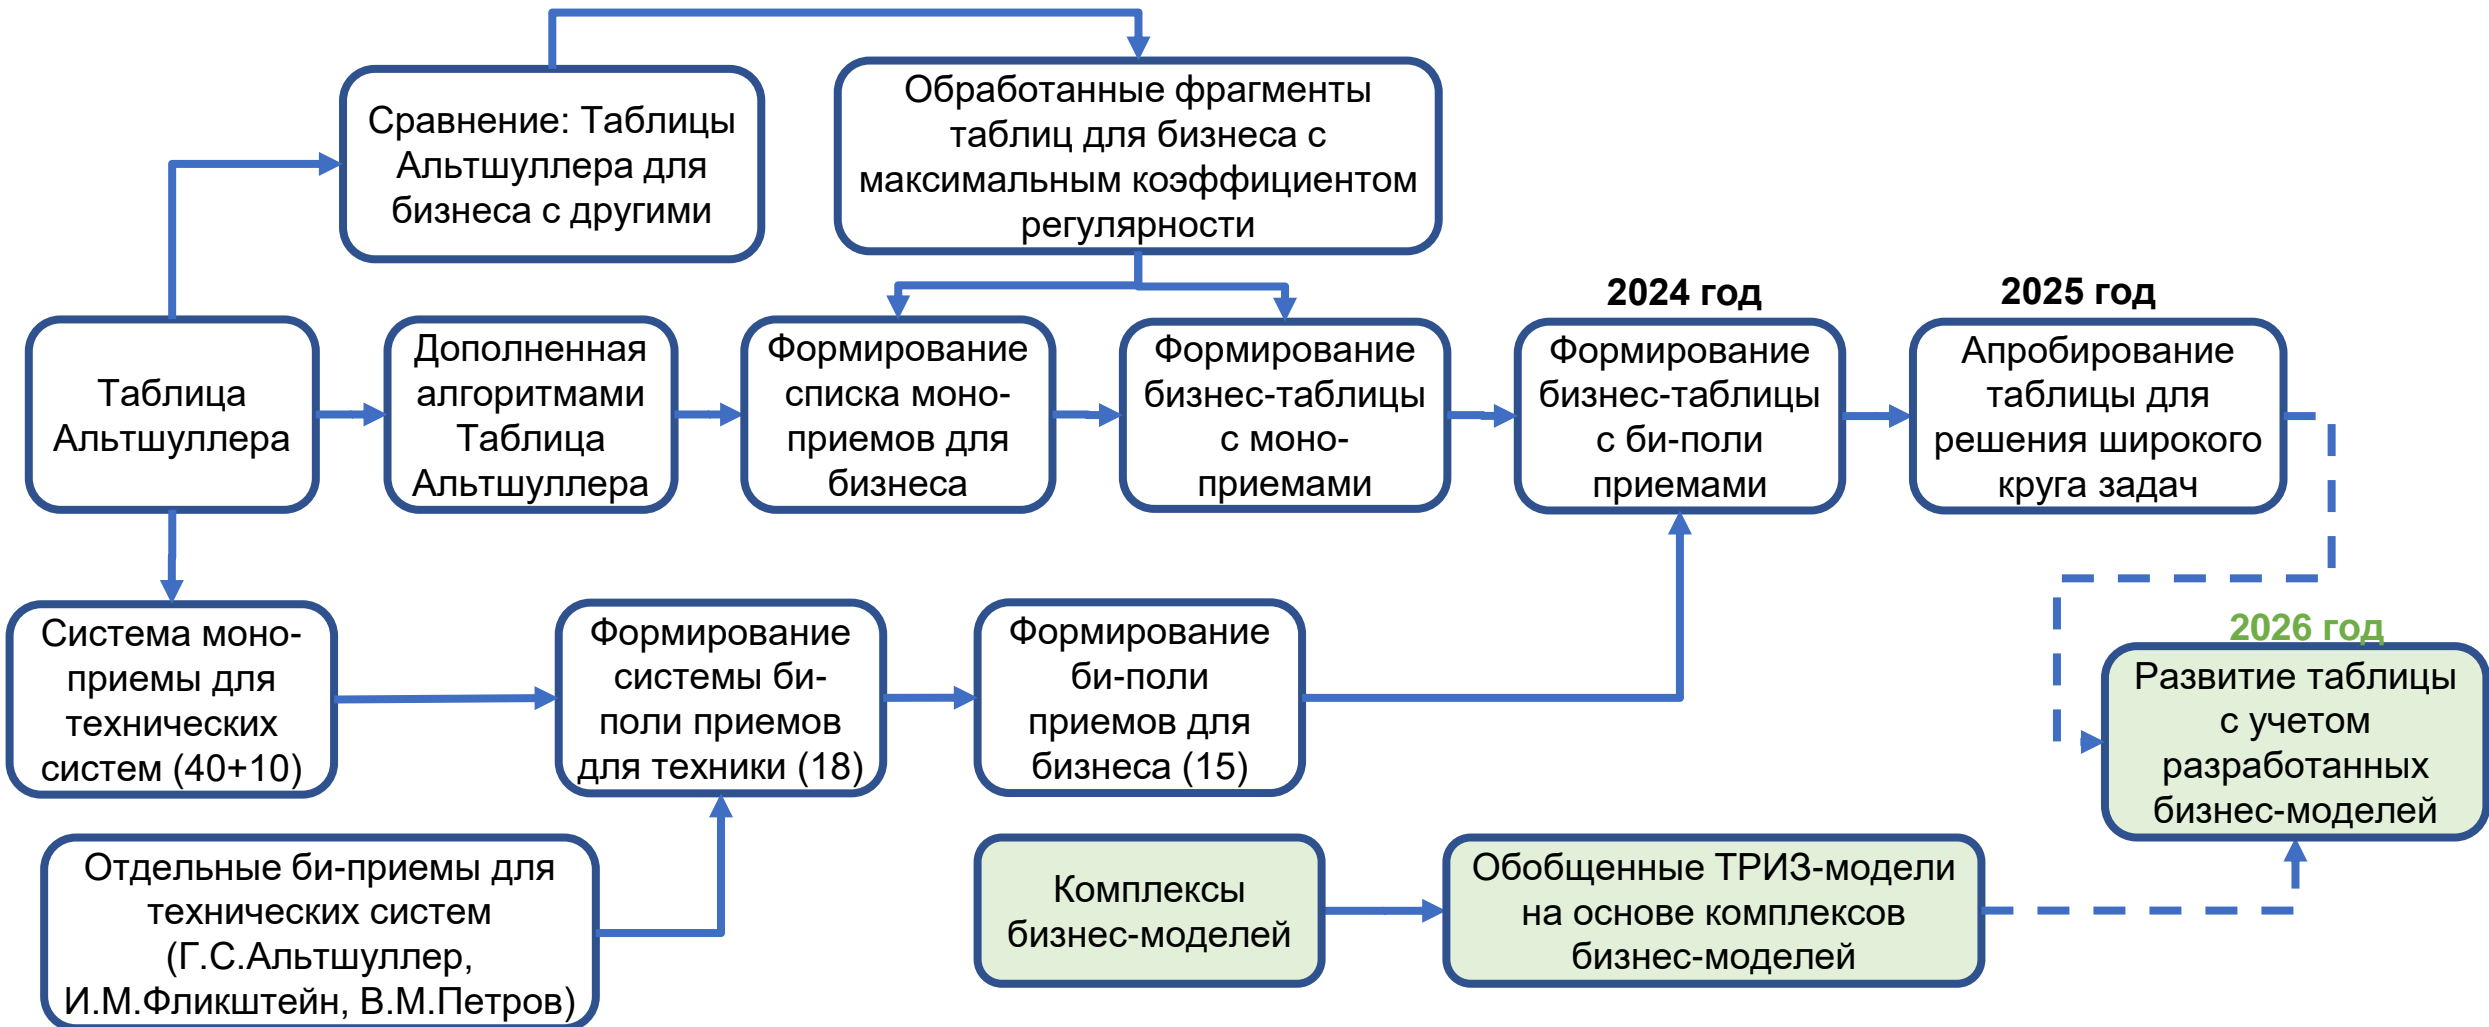 Сравнение: Таблицы
Альтшуллера для
бизнеса с другими
Обработанные фрагменты
таблиц для бизнеса с
максимальным коэффициентом
регулярности
Таблица
Альтшуллера
Дополненная
алгоритмами
Таблица
Альтшуллера
Формирование
списка моно-
приемов для
бизнеса
Формирование
бизнес-таблицы
с моно-
приемами
2024 год
Формирование
бизнес-таблицы
с би-поли
приемами
2025 год
Апробирование
таблицы для
решения широкого
круга задач
Система моно-
приемы для
технических
систем (40+10)
Формирование
системы би-
поли приемов
для техники (18)
Формирование
би-поли
приемов для
бизнеса (15)
2026 год
Развитие таблицы
с учетом
разработанных
бизнес-моделей
Отдельные би-приемы для
технических систем
(Г.С.Альтшуллер,
И.М.Фликштейн, В.М.Петров)
Комплексы
бизнес-моделей
Обобщенные ТРИЗ-модели
на основе комплексов
бизнес-моделей